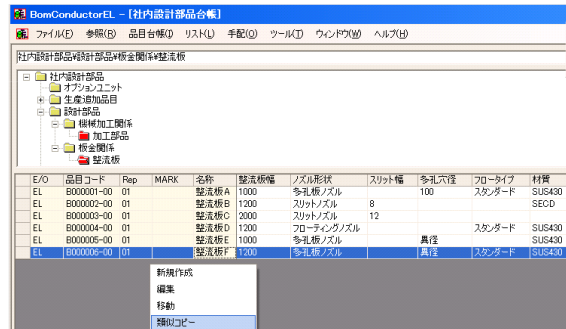 BomConductorEL - [社内設計部品台帳]
ファイル(F) 参照(R) 品目台帳(I) リスト(L) 手配(O) ツール(T) ウィンドウ(W) ヘルプ(H)
社内設計部品¥設計部品¥板金関係¥整流板
社内設計部品
オプションユニット
生産追加品目
設計部品
機械加工関係
加工部品
板金関係
整流板
E/O 品目コード Rep MARK 名称 整流板幅 ノズル形状 スリット幅 多孔穴径 フロータイプ 材質
EL B000001-00 01 整流板A 1000 多孔板ノズル 100 スタンダード SUS430
EL B000002-00 01 整流板B 1200 スリットノズル 8 SECD
EL B000003-00 01 整流板C 2000 スリットノズル 12
EL B000004-00 01 整流板D 1200 フローティングノズル スタンダード SUS430
EL B000005-00 01 整流板E 1000 多孔板ノズル 異径 SUS430
EL B000006-00 01 整流板F 1200 多孔板ノズル 異径 スタンダード SUS430
新規作成
編集
移動
類似コピー